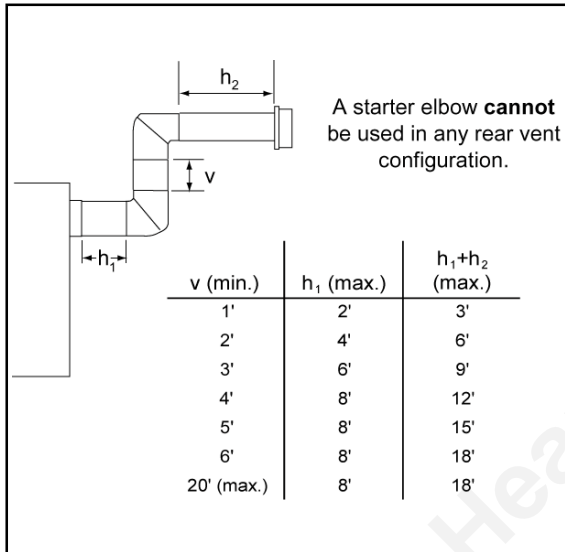 h₂
A starter elbow cannot
be used in any rear vent
configuration.
v
h₁
v (min.) h₁ (max.) h₁+h₂ (max.)
1' 2' 3'
2' 4' 6'
3' 6' 9'
4' 8' 12'
5' 8' 15'
6' 8' 18'
20' (max.) 8' 18'
Hea